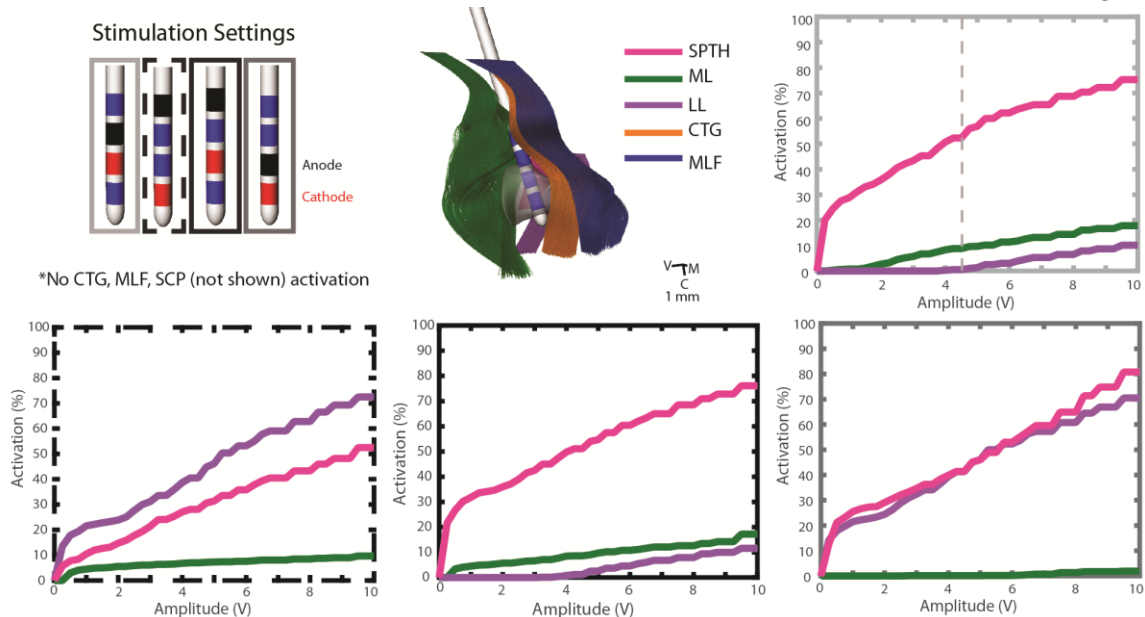 Stimulation Settings
Anode
Cathode
*No CTG, MLF, SCP (not shown) activation
SPTH
ML
LL
CTG
MLF
V M
C
1 mm
Activation (%)
100
90
80
70
60
50
40
30
20
10
0
0 2 4 6 8 10
Amplitude (V)
Activation (%)
100
90
80
70
60
50
40
30
20
10
0
0 2 4 6 8 10
Amplitude (V)
Activation (%)
100
90
80
70
60
50
40
30
20
10
0
0 2 4 6 8 10
Amplitude (V)
Activation (%)
100
90
80
70
60
50
40
30
20
10
0
0 2 4 6 8 10
Amplitude (V)